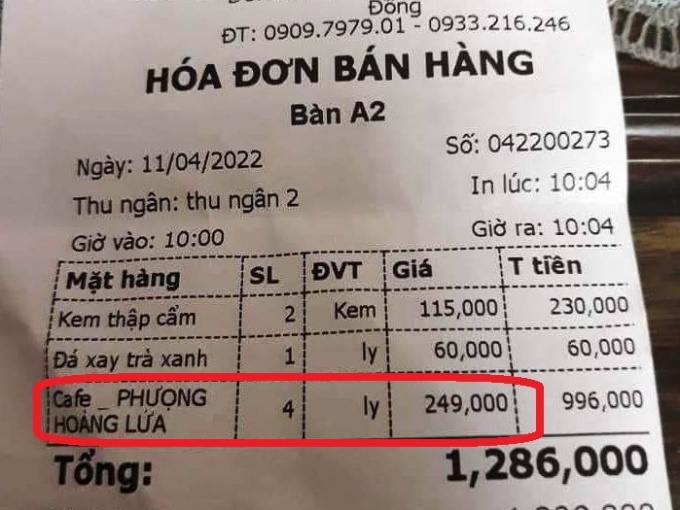 Đồng
ĐT: 0909.7979.01 - 0933.216.246
HÓA ĐƠN BÁN HÀNG
Bàn A2
Ngày: 11/04/2022 Số: 042200273
Thu ngân: thu ngân 2 In lúc: 10:04
Giờ vào: 10:00 Giờ ra: 10:04
Mặt hàng SL ĐVT Giá T tiền
Kem thập cẩm 2 Kem 115,000 230,000
Đá xay trà xanh 1 ly 60,000 60,000
Cafe _ PHƯỢNG
HOÀNG LỨA 4 ly 249,000 996,000
Tổng: 1,286,000